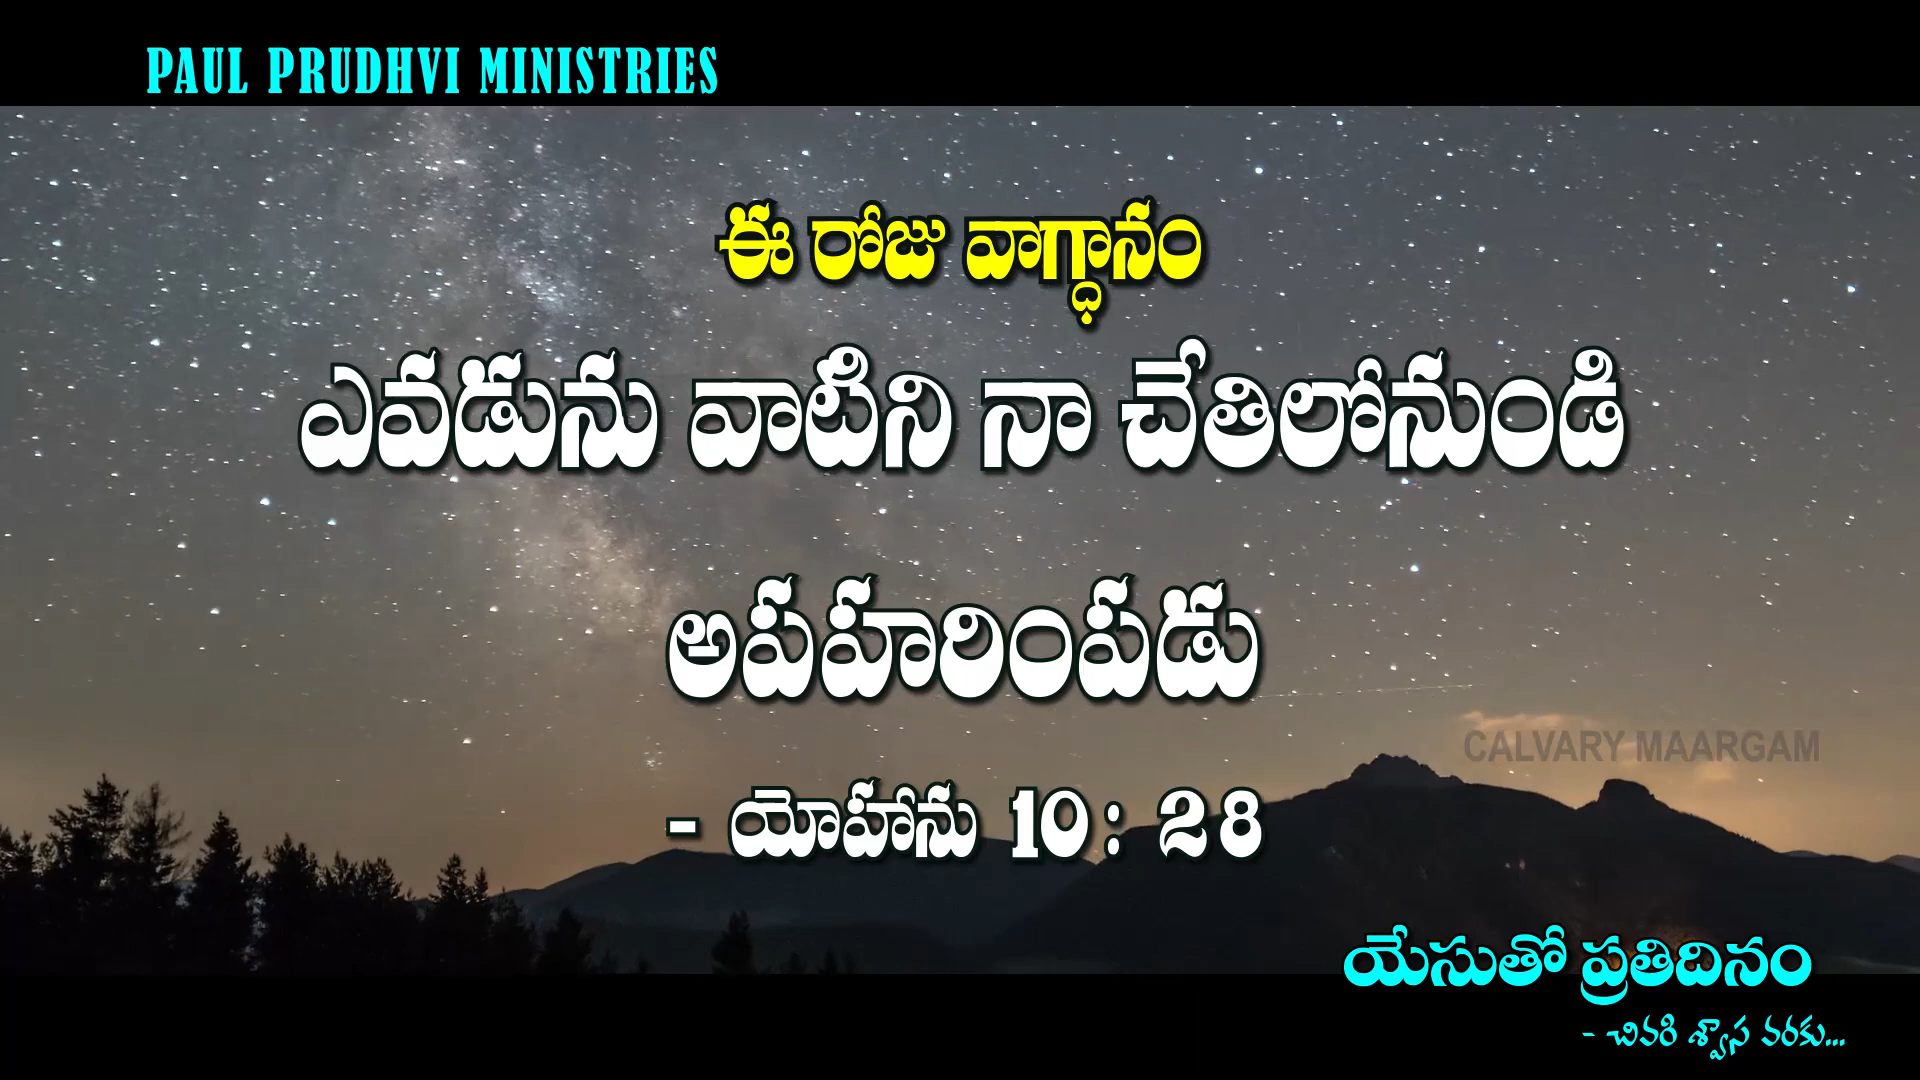 PAUL PRUDHVI MINISTRIES
ఈ రోజు వాగ్ధానం
ఎవడును వాటిని నా చేతిలోనుండి
అపహరింపడు
CALVARY MAARGAM
- యోహాను 10: 28
యేసుతో ప్రతిదినం
- చివరి శ్వాస వరకు...